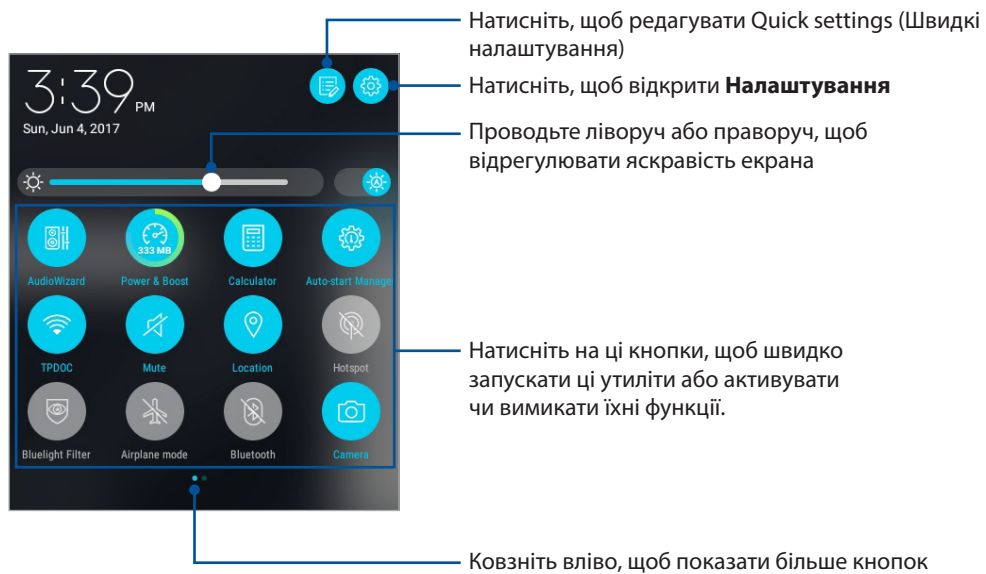 Натисніть, щоб редагувати Quick settings (Швидкі
налаштування)
3:39 PM
Sun, Jun 4, 2017
Натисніть, щоб відкрити Налаштування
Проводьте ліворуч або праворуч, щоб
відрегулювати яскравість екрана
A
333 MB
AudioWizard Power & Boost Calculator Auto-start Manage
TPDOC Mute Location Hotspot
Натисніть на ці кнопки, щоб швидко
запускати ці утиліти або активувати
чи вимикати їхні функції.
Bluelight Filter Airplane mode Bluetooth Camera
Ковзніть вліво, щоб показати більше кнопок